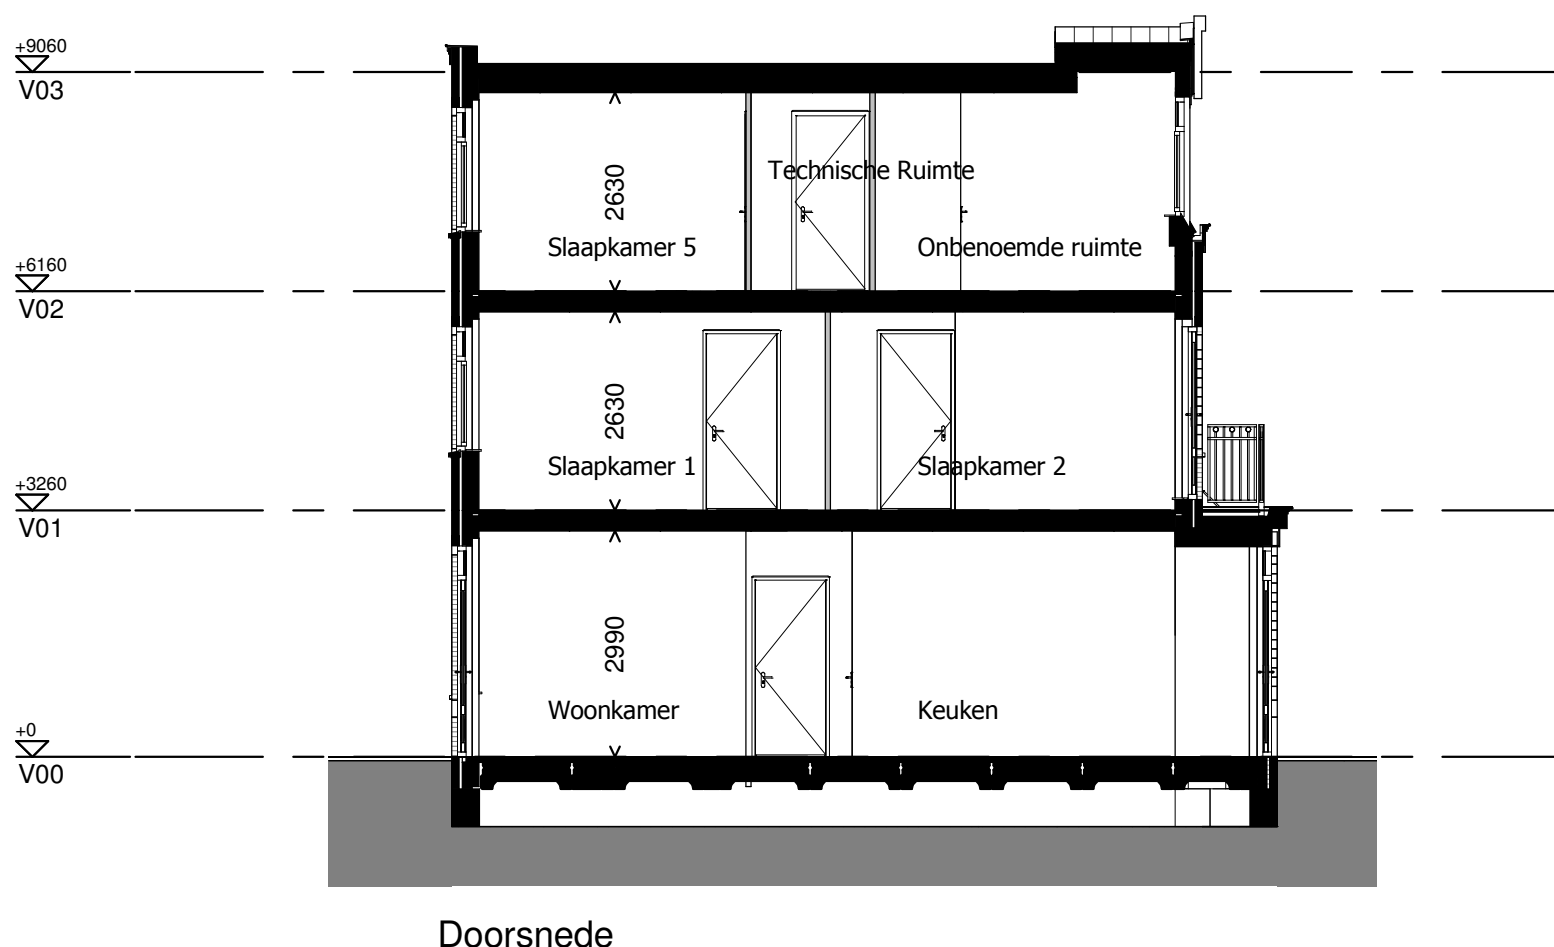 +9060
V03
Technische Ruimte
2630
Slaapkamer 5
Onbenoemde ruimte
+6160
V02
2630
Slaapkamer 1
Slaapkamer 2
+3260
V01
2990
Woonkamer
Keuken
+0
V00
Doorsnede